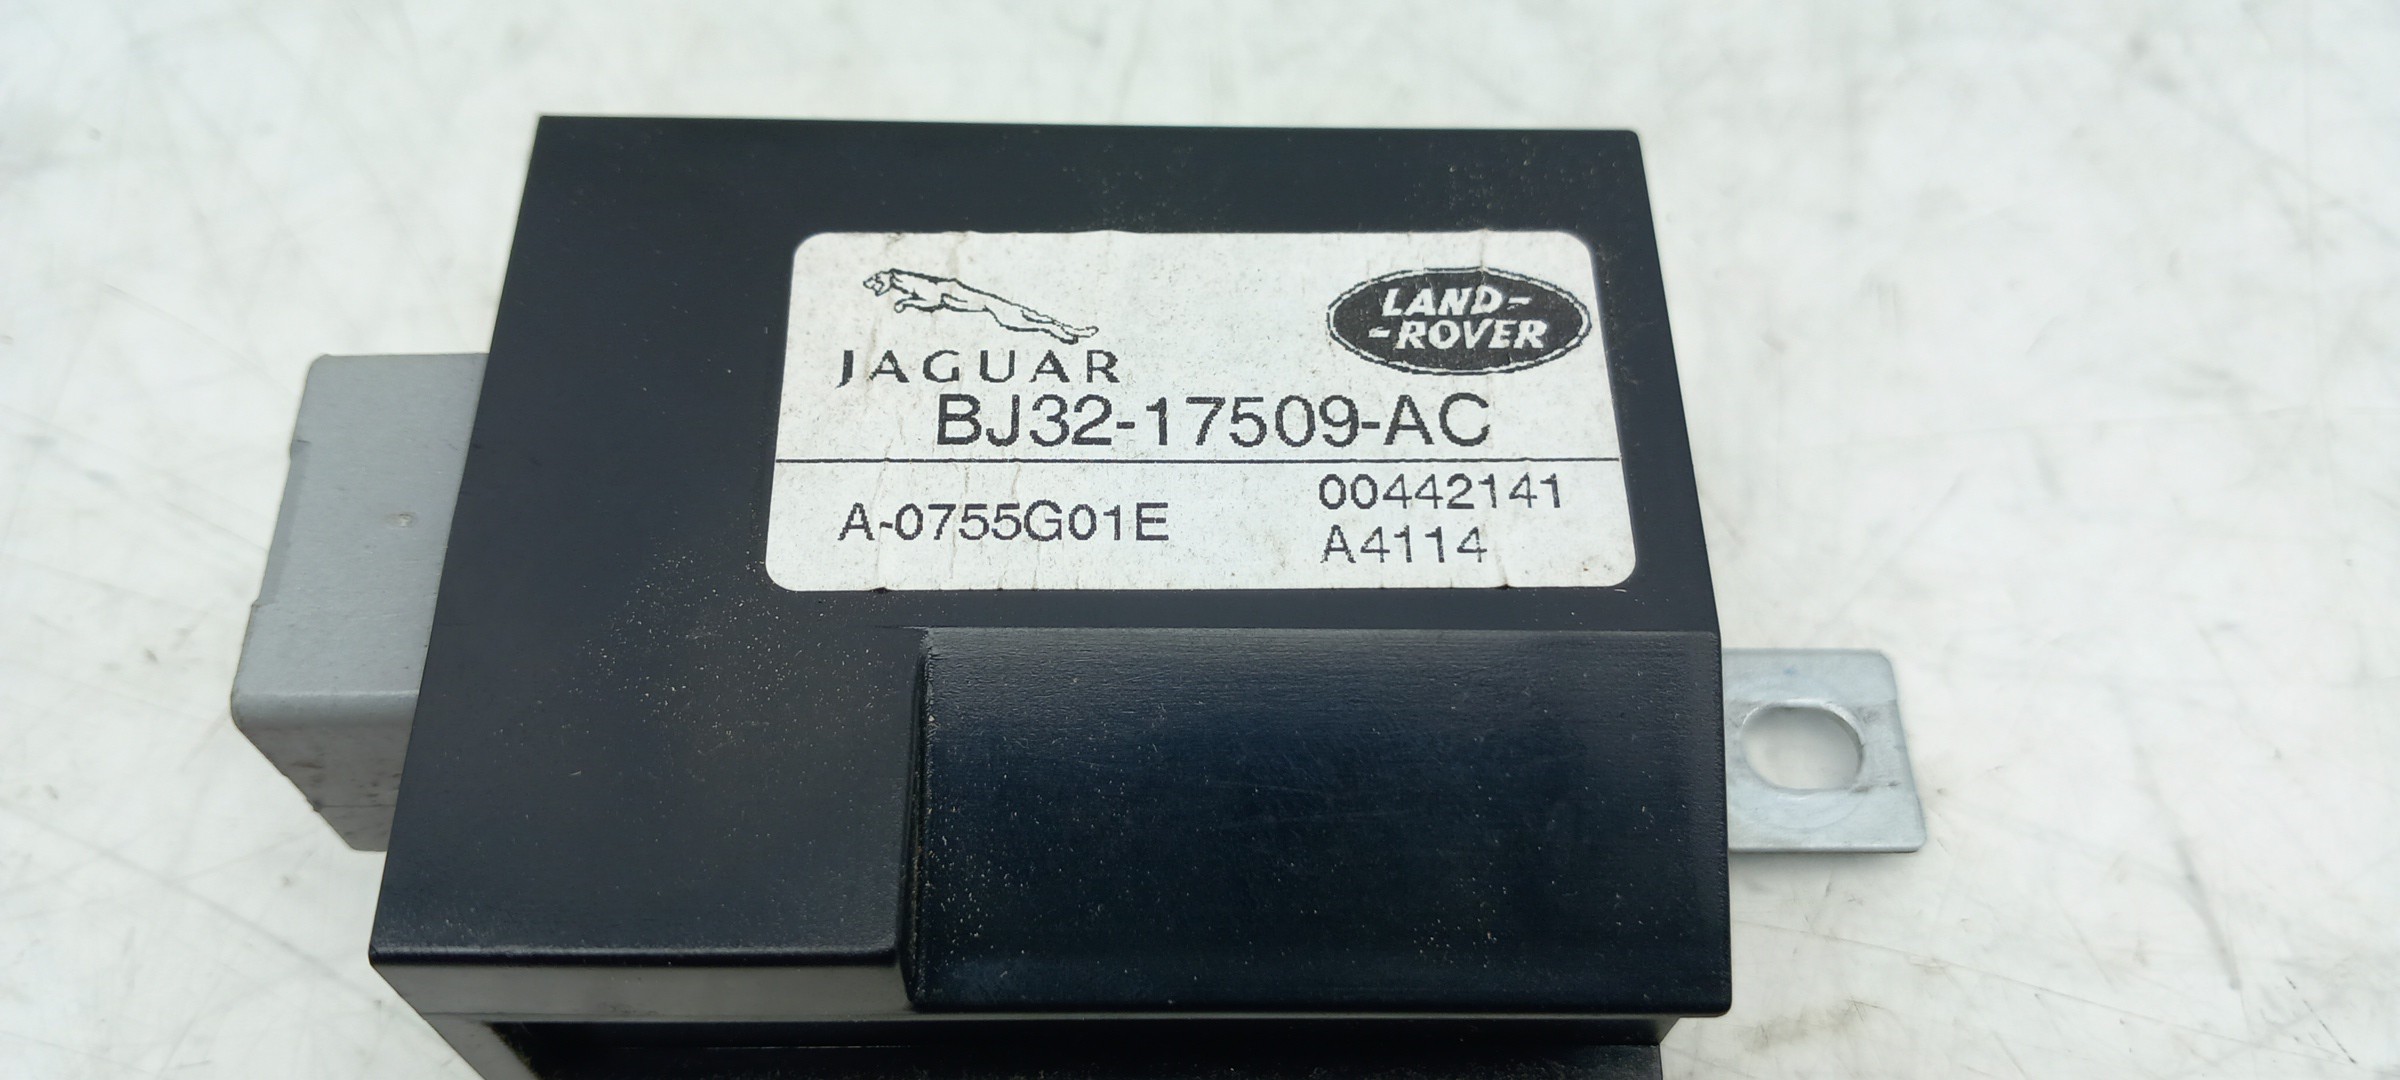 JAGUAR
LAND-
-ROVER
BJ32-17509-AC
A-0755G01E
00442141
A4114